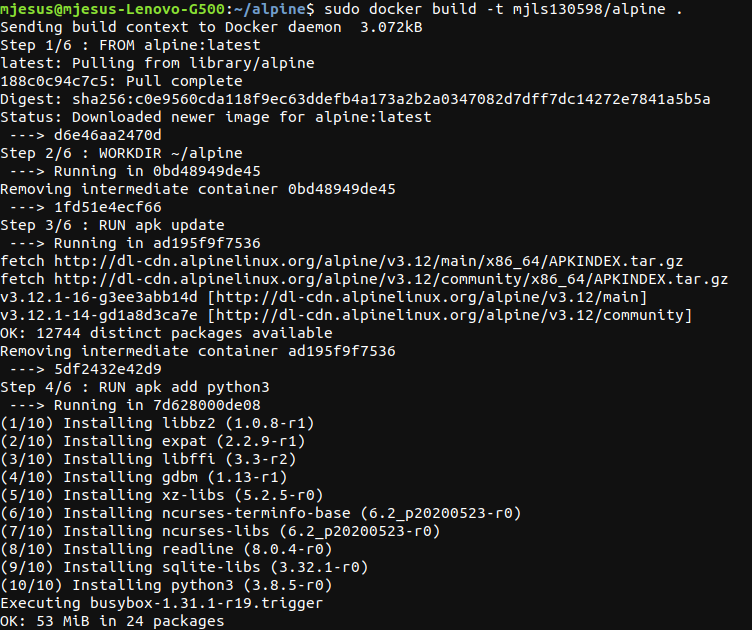 mjesus@mjesus-Lenovo-G500:~/alpine$ sudo docker build -t mjls130598/alpine .
Sending build context to Docker daemon  3.072kB
Step 1/6 : FROM alpine:latest
latest: Pulling from library/alpine
188c0c94c7c5: Pull complete
Digest: sha256:c0e9560cda118f9ec63ddefb4a173a2b2a0347082d7dff7dc14272e7841a5b5a
Status: Downloaded newer image for alpine:latest
 ---> d6e46aa2470d
Step 2/6 : WORKDIR ~/alpine
 ---> Running in 0bd48949de45
Removing intermediate container 0bd48949de45
 ---> 1fd51e4ecf66
Step 3/6 : RUN apk update
 ---> Running in ad195f9f7536
fetch http://dl-cdn.alpinelinux.org/alpine/v3.12/main/x86_64/APKINDEX.tar.gz
fetch http://dl-cdn.alpinelinux.org/alpine/v3.12/community/x86_64/APKINDEX.tar.gz
v3.12.1-16-g3ee3abb14d [http://dl-cdn.alpinelinux.org/alpine/v3.12/main]
v3.12.1-14-gd1a8d3ca7e [http://dl-cdn.alpinelinux.org/alpine/v3.12/community]
OK: 12744 distinct packages available
Removing intermediate container ad195f9f7536
 ---> 5df2432e42d9
Step 4/6 : RUN apk add python3
 ---> Running in 7d628000de08
(1/10) Installing libbz2 (1.0.8-r1)
(2/10) Installing expat (2.2.9-r1)
(3/10) Installing libffi (3.3-r2)
(4/10) Installing gdbm (1.13-r1)
(5/10) Installing xz-libs (5.2.5-r0)
(6/10) Installing ncurses-terminfo-base (6.2_p20200523-r0)
(7/10) Installing ncurses-libs (6.2_p20200523-r0)
(8/10) Installing readline (8.0.4-r0)
(9/10) Installing sqlite-libs (3.32.1-r0)
(10/10) Installing python3 (3.8.5-r0)
Executing busybox-1.31.1-r19.trigger
OK: 53 MiB in 24 packages